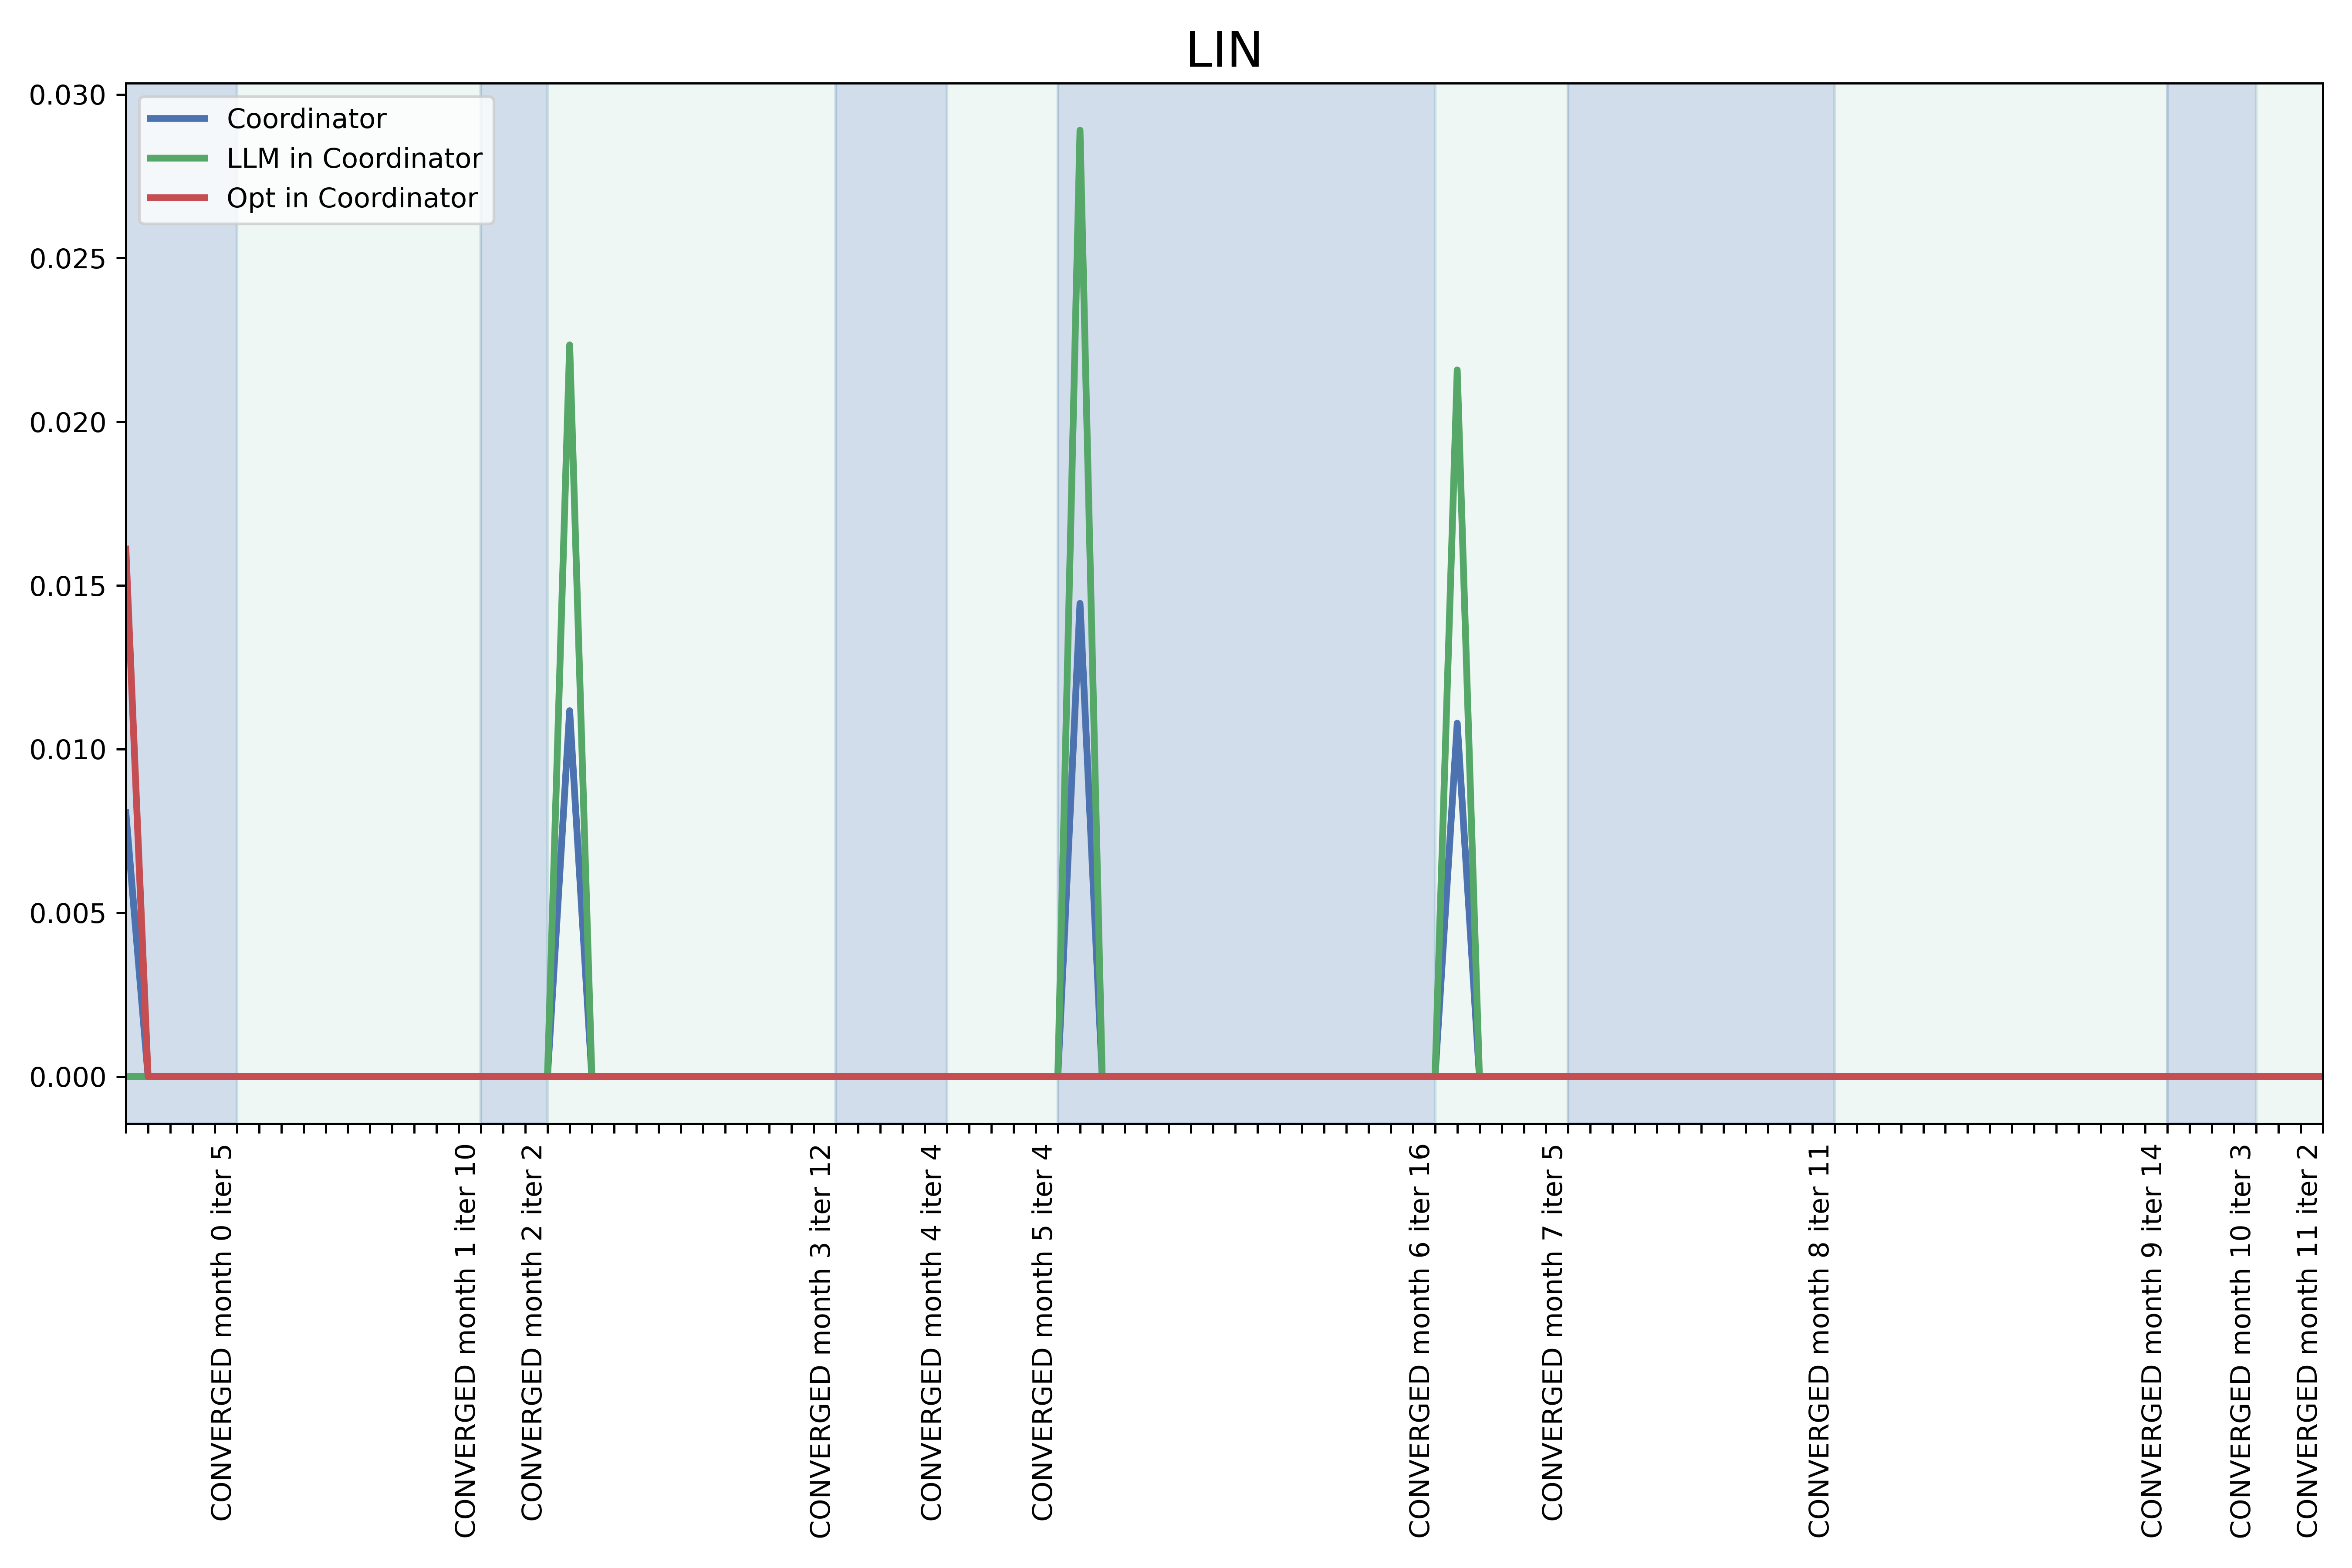 LIN
0.030
0.025
0.020
0.015
0.010
0.005
0.000
Coordinator
LLM in Coordinator
Opt in Coordinator
CONVERGED month 0 iter 5
CONVERGED month 1 iter 10
CONVERGED month 2 iter 2
CONVERGED month 3 iter 12
CONVERGED month 4 iter 4
CONVERGED month 5 iter 4
CONVERGED month 6 iter 16
CONVERGED month 7 iter 5
CONVERGED month 8 iter 11
CONVERGED month 9 iter 14
CONVERGED month 10 iter 3
CONVERGED month 11 iter 2